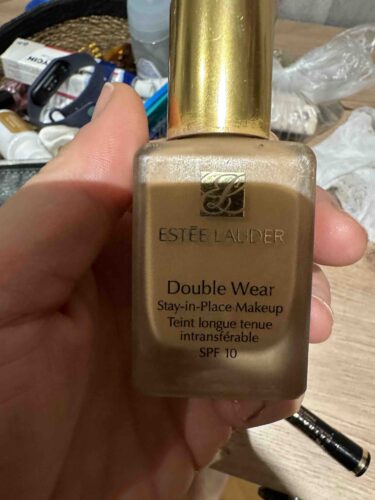 ESTĒE LAUDER
Double Wear
Stay-in-Place Makeup
Teint longue tenue
intransférable
SPF 10